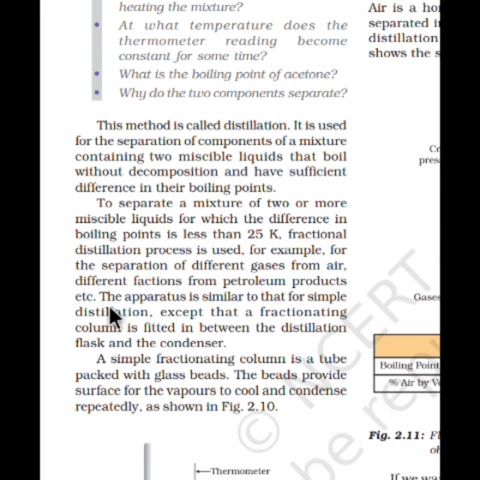 heating the mixture?
• At what temperature does the
thermometer reading become
constant for some time?
• What is the boiling point of acetone?
• Why do the two components separate?
This method is called distillation. It is used
for the separation of components of a mixture
containing two miscible liquids that boil
without decomposition and have sufficient
difference in their boiling points.
To separate a mixture of two or more
miscible liquids for which the difference in
boiling points is less than 25 K, fractional
distillation process is used, for example, for
the separation of different gases from air,
different factions from petroleum products
etc. The apparatus is similar to that for simple
distillation, except that a fractionating
column is fitted in between the distillation
flask and the condenser.
A simple fractionating column is a tube
packed with glass beads. The beads provide
surface for the vapours to cool and condense
repeatedly, as shown in Fig. 2.10.
Thermometer
Air is a
separated
distillation
shows the s
Gases
Boiling Point
% Air by
Fig. 2.11:
If we
© NCERT
be